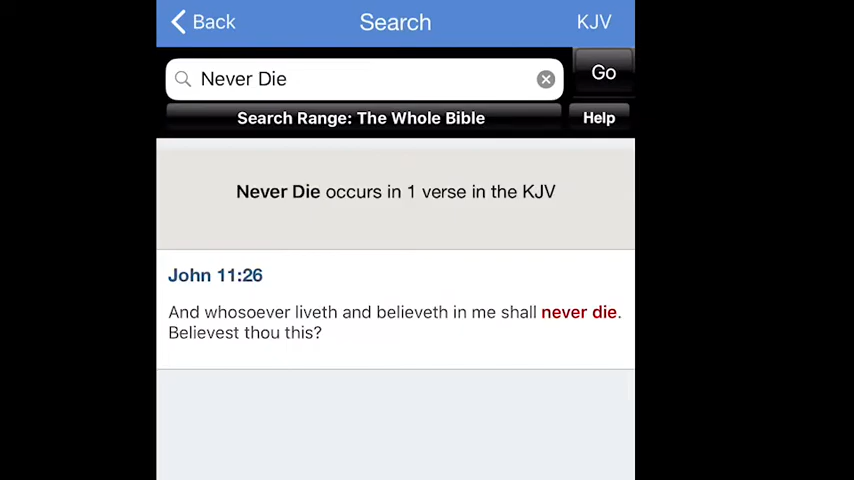 Back Search KJV
Never Die Go
Search Range: The Whole Bible Help
Never Die occurs in 1 verse in the KJV
John 11:26
And whosoever liveth and believeth in me shall never die.
Believest thou this?